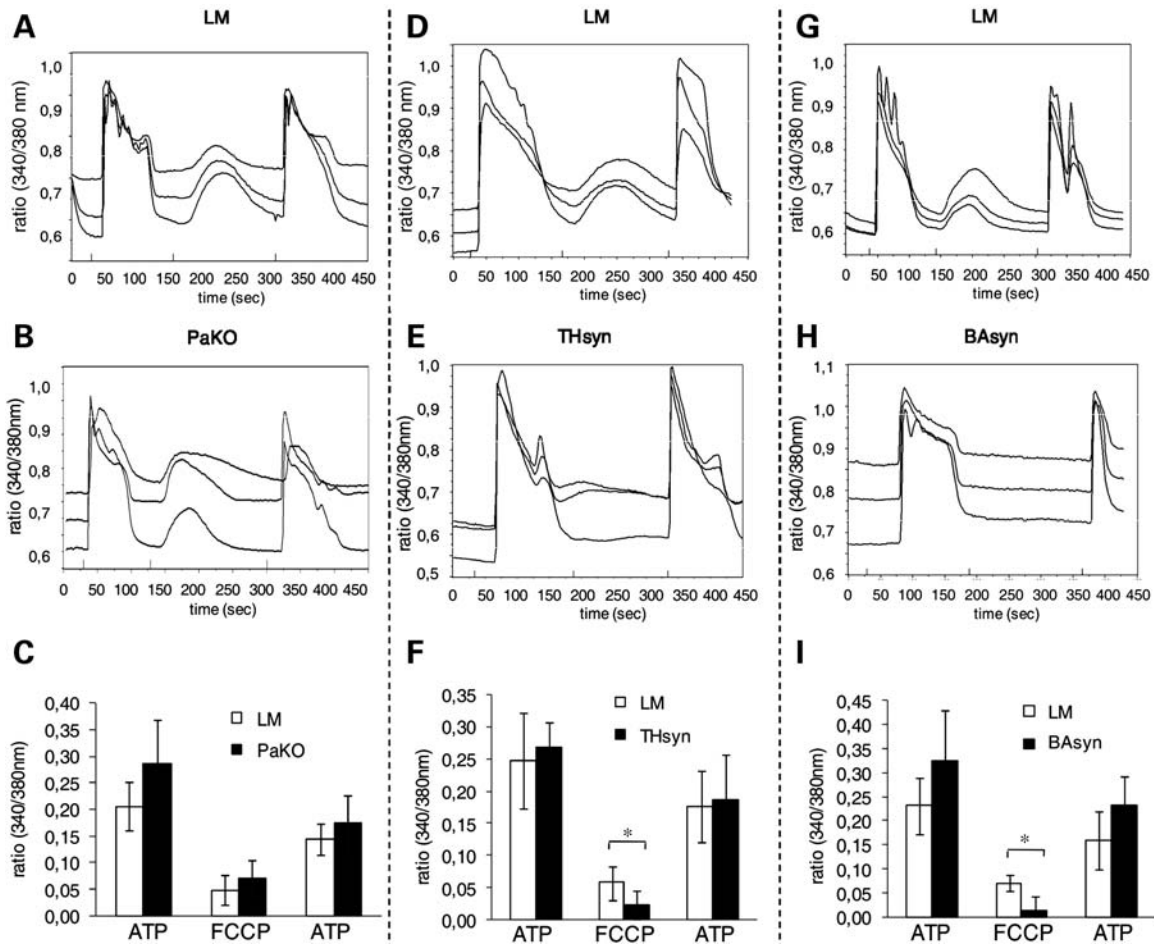 A
LM
ratio (340/380 nm)
1,0
0,9
0,8
0,7
0,6
0 50 100 150 200 250 300 350 400 450
time (sec)
B
PaKO
ratio (340/380nm)
1,0
0,9
0,8
0,7
0,6
0 50 100 150 200 250 300 350 400 450
time (sec)
C
ratio (340/380nm)
0,40
0,35
0,30
0,25
0,20
0,15
0,10
0,05
0,00
LM
PaKO
ATP FCCP ATP
D
LM
ratio (340/380 nm)
1,0
0,9
0,8
0,7
0,6
0 50 100 150 200 250 300 350 400 450
time (sec)
E
THsyn
ratio (340/380nm)
1,0
0,9
0,8
0,7
0,6
0,5
0 50 100 150 200 250 300 350 400 450
time (sec)
F
ratio (340/380nm)
0,35
0,30
0,25
0,20
0,15
0,10
0,05
0,00
LM
THsyn
*
ATP FCCP ATP
G
LM
ratio (340/380 nm)
1,0
0,9
0,8
0,7
0,6
0 50 100 150 200 250 300 350 400 450
time (sec)
H
BAsyn
ratio (340/380nm)
1,1
1,0
0,9
0,8
0,7
0,6
0 50 100 150 200 250 300 350 400 450
time (sec)
I
ratio (340/380nm)
0,45
0,40
0,35
0,30
0,25
0,20
0,15
0,10
0,05
0,00
LM
BAsyn
*
ATP FCCP ATP